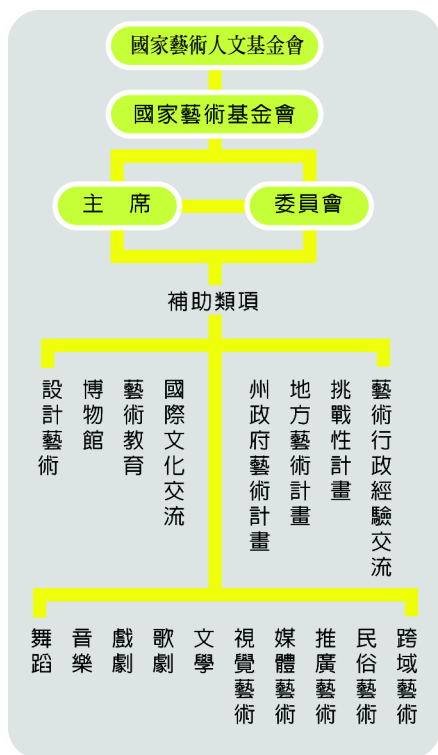 國家藝術人文基金會
國家藝術基金會
主 席
委員會
補助類項
設計藝術
博物館
藝術教育
國際文化交流
州政府藝術計畫
地方藝術計畫
挑戰性計畫
藝術行政經驗交流
舞蹈
音樂
戲劇
歌劇
文學
視覺藝術
媒體藝術
推廣藝術
民俗藝術
跨域藝術